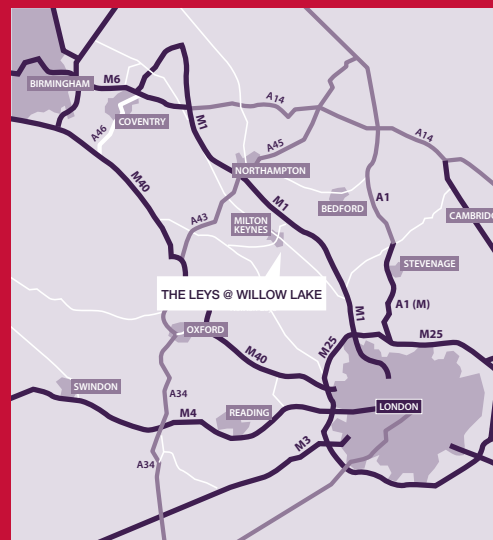 BIRMINGHAM
M6
A14
COVENTRY
M1
A46
A45
A14
NORTHAMPTON
M40
M1
BEDFORD
A1
A43
MILTON
KEYNES
CAMBRIDG
STEVENAGE
THE LEYS @ WILLOW LAKE
A1 (M)
M1
OXFORD
M25
M25
M40
SWINDON
A34
M4
READING
LONDON
M3
A34